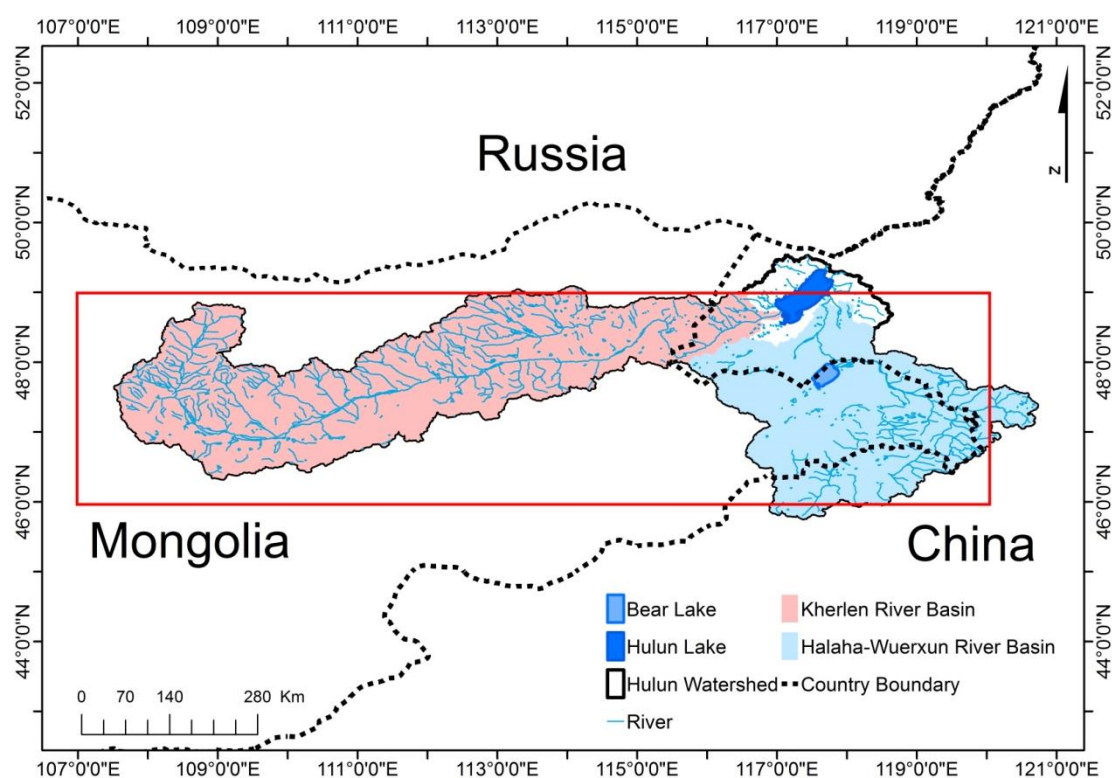 107°0'0"E 109°0'0"E 111°0'0"E 113°0'0"E 115°0'0"E 117°0'0"E 119°0'0"E 121°0'0"E
52°0'0"N
50°0'0"N
48°0'0"N
46°0'0"N
44°0'0"N
52°0'0"N
50°0'0"N
48°0'0"N
46°0'0"N
44°0'0"N
N
Russia
Mongolia
China
Bear Lake
Kherlen River Basin
Hulun Lake
Halaha-Wuerxun River Basin
Hulun Watershed
Country Boundary
River
0 70 140 280 Km
107°0'0"E 109°0'0"E 111°0'0"E 113°0'0"E 115°0'0"E 117°0'0"E 119°0'0"E 121°0'0"E